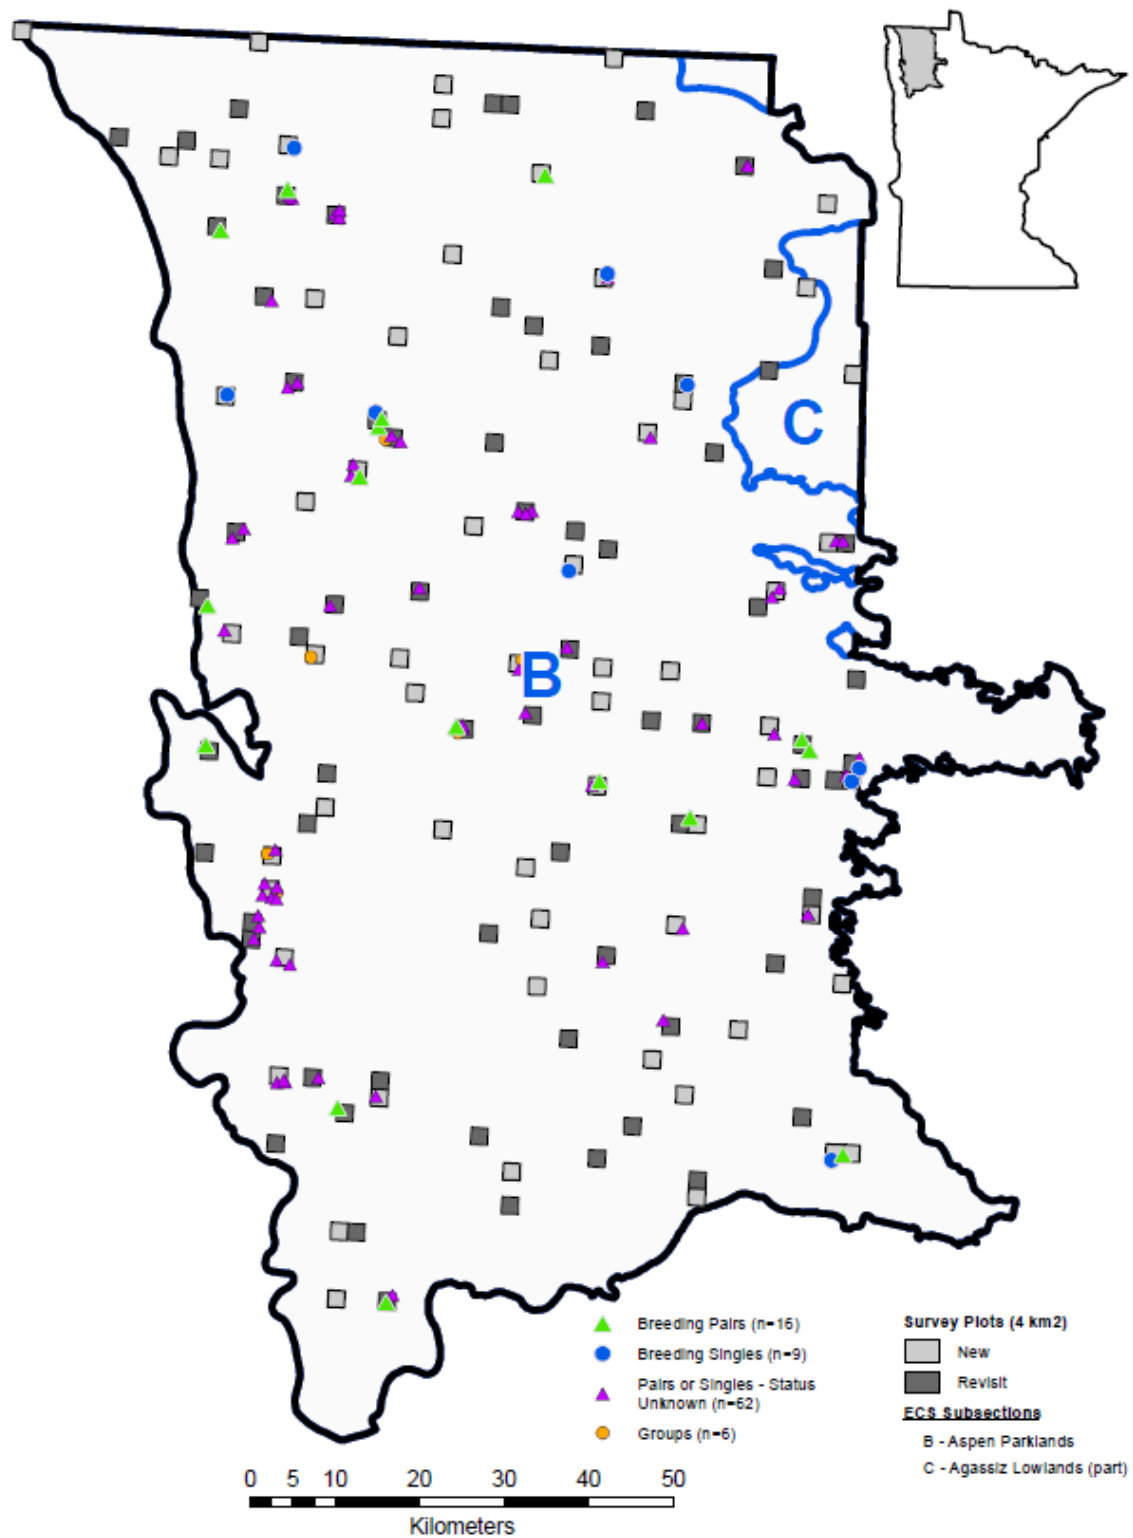 C
B
Breeding Pairs (n=16)
Breeding Singles (n=9)
Pairs or Singles - Status
Unknown (n=62)
Groups (n=6)
Survey Plots (4 km2)
New
Revisit
ECS Subsections
B - Aspen Parklands
C - Agassiz Lowlands (part)
0 5 10 20 30 40 50
Kilometers